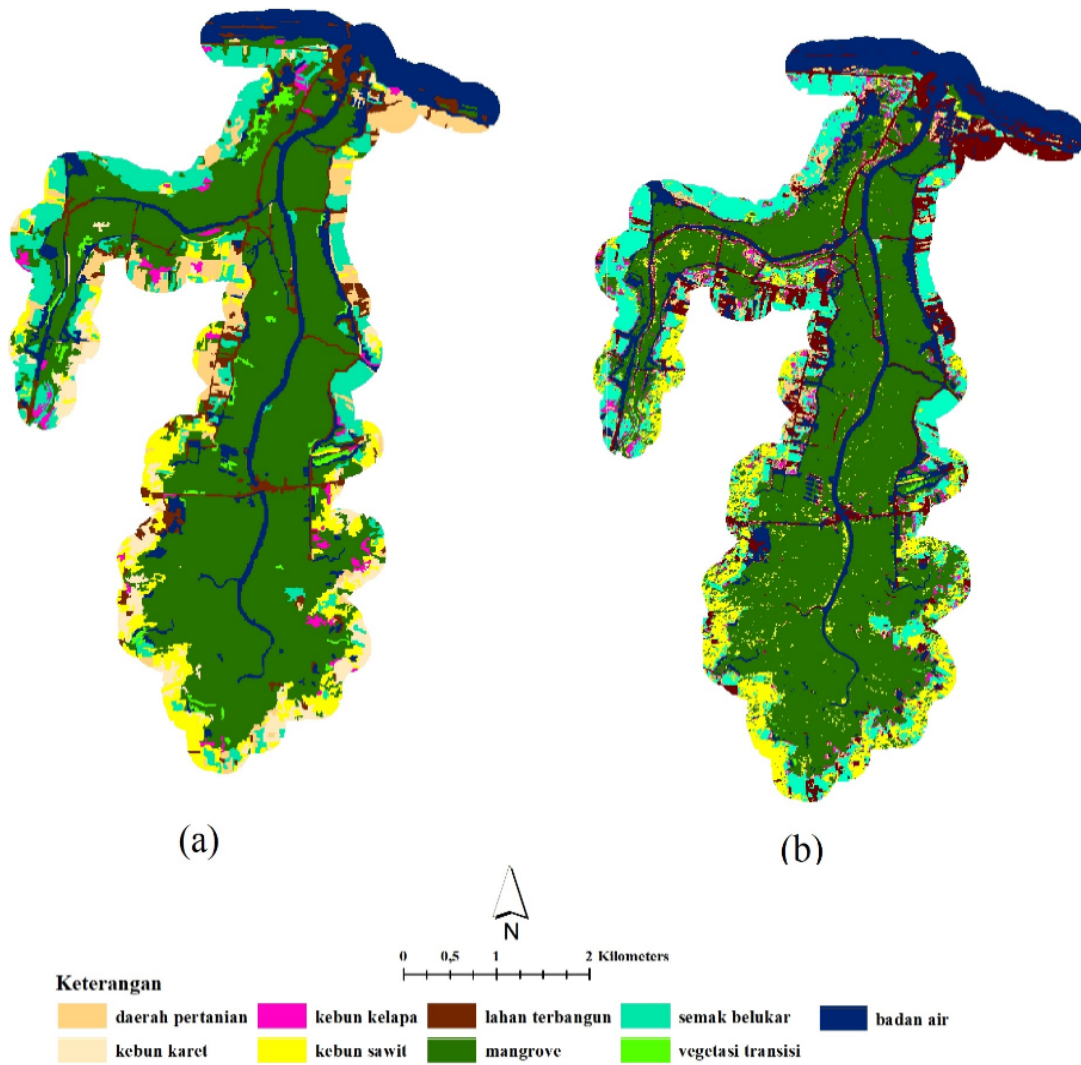 (a)
(b)
N
0 0,5 1 2 Kilometers
Keterangan
daerah pertanian kebun kelapa lahan terbangun semak belukar badan air
kebun karet kebun sawit mangrove vegetasi transisi